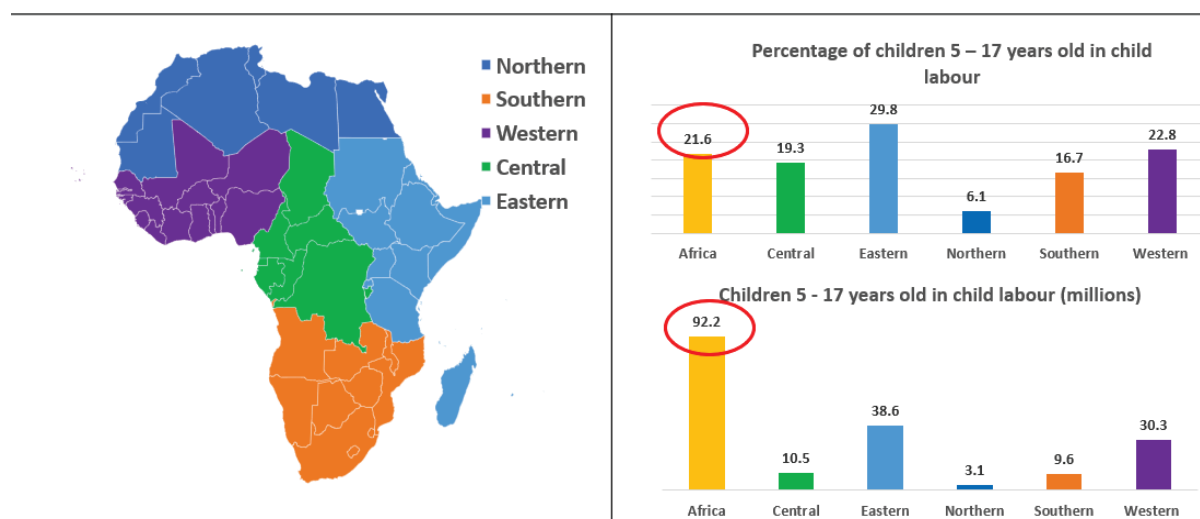 Northern
Southern
Western
Central
Eastern
Percentage of children 5 – 17 years old in child
labour
21.6
19.3
29.8
6.1
16.7
22.8
Africa
Central
Eastern
Northern
Southern
Western
Children 5 - 17 years old in child labour (millions)
92.2
10.5
38.6
3.1
9.6
30.3
Africa
Central
Eastern
Northern
Southern
Western